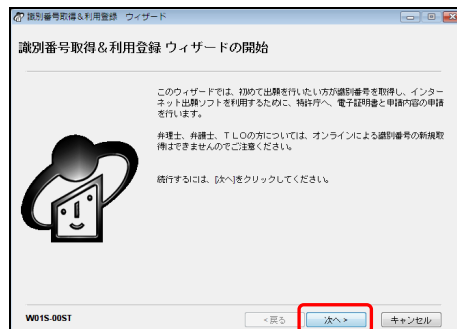 識別番号取得&利用登録 ウィザード
識別番号取得&利用登録 ウィザードの開始
このウィザードでは、初めて出願を行いたい方が識別番号を取得し、インター
ネット出願ソフトを利用するために、特許庁へ、電子証明書と申請内容の申請
を行います。
弁理士、弁護士、TLOの方については、オンラインによる識別番号の新規取
得はできませんのでご注意ください。
続行するには、[次へ]をクリックしてください。
W01S-00ST
<戻る
次へ>
キャンセル